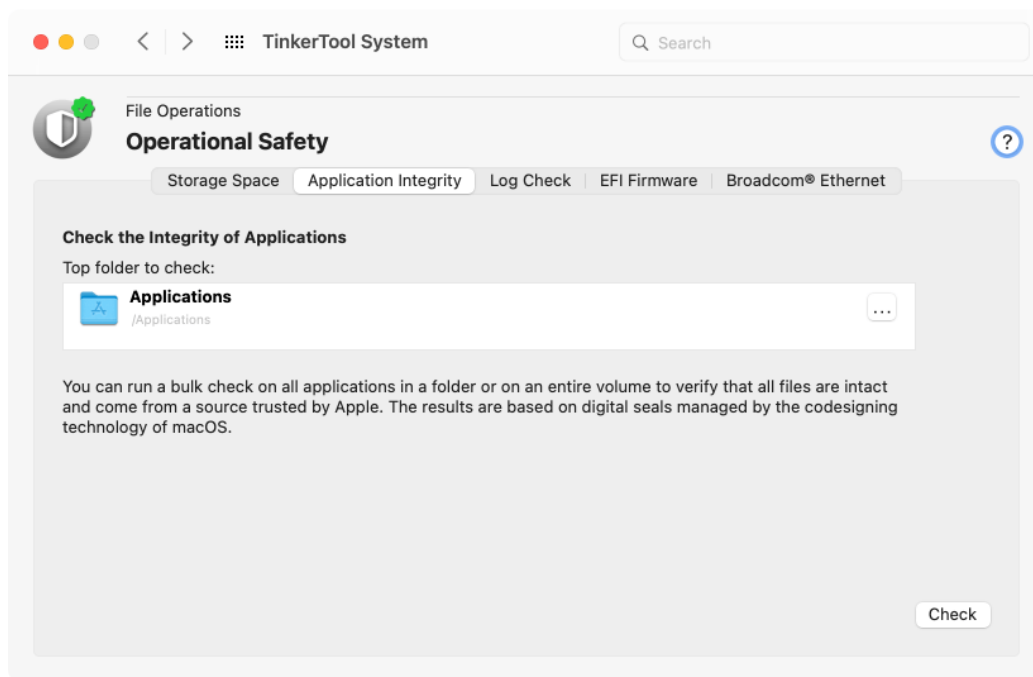 TinkerTool System
Search
File Operations
Operational Safety
?
Storage Space
Application Integrity
Log Check
EFI Firmware
Broadcom® Ethernet
Check the Integrity of Applications
Top folder to check:
Applications
/Applications
...
You can run a bulk check on all applications in a folder or on an entire volume to verify that all files are intact
and come from a source trusted by Apple. The results are based on digital seals managed by the codesigning
technology of macOS.
Check